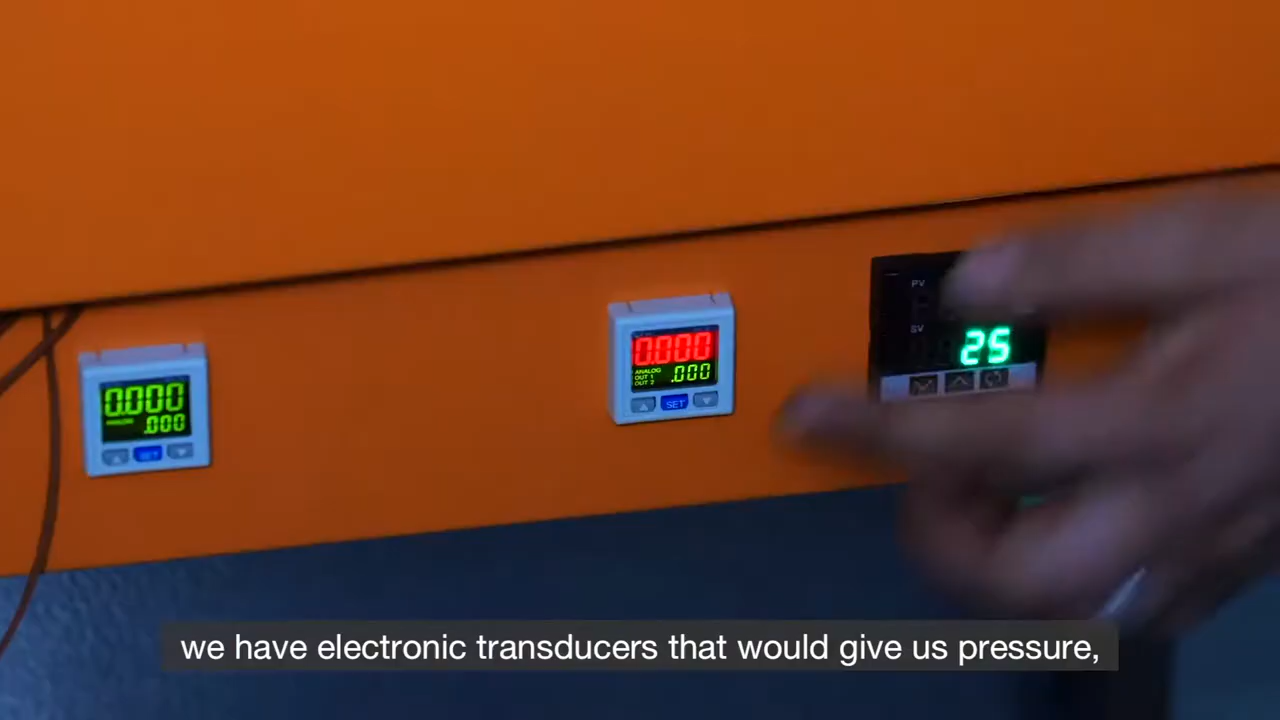 PV
SV
25
0.000
ANALOG
OUT 1
OUT 2
.000
SET
0.000
.000
SET
we have electronic transducers that would give us pressure,